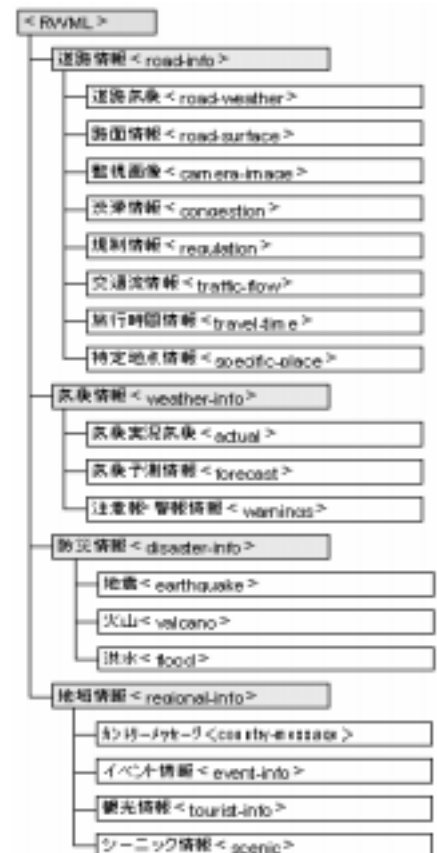 < RWML >
道路情報 < road-info >
道路気象 < road-weather >
路面情報 < road-surface >
監視画像 < camera-image >
渋滞情報 < congestion >
規制情報 < regulation >
交通流情報 < traffic-flow >
旅行時間情報 < travel-time >
特定地点情報 < specific-place >
気象情報 < weather-info >
気象実況気象 < actual >
気象予測情報 < forecast >
注意報・警報情報 < warnings >
防災情報 < disaster-info >
地震 < earthquake >
火山 < valcano >
洪水 < flood >
地域情報 < regional-info >
カントリーメッセージ < country-message >
イベント情報 < event-info >
観光情報 < tourist-info >
シーニック情報 < scenic >